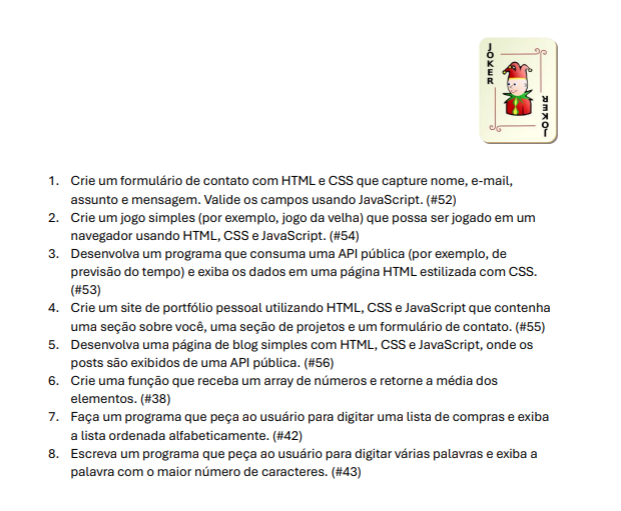 JOKER
JOKER
1. Crie um formulário de contato com HTML e CSS que capture nome, e-mail,
assunto e mensagem. Valide os campos usando JavaScript. (#52)
2. Crie um jogo simples (por exemplo, jogo da velha) que possa ser jogado em um
navegador usando HTML, CSS e JavaScript. (#54)
3. Desenvolva um programa que consuma uma API pública (por exemplo, de
previsão do tempo) e exiba os dados em uma página HTML estilizada com CSS.
(#53)
4. Crie um site de portfólio pessoal utilizando HTML, CSS e JavaScript que contenha
uma seção sobre você, uma seção de projetos e um formulário de contato. (#55)
5. Desenvolva uma página de blog simples com HTML, CSS e JavaScript, onde os
posts são exibidos de uma API pública. (#56)
6. Crie uma função que receba um array de números e retorne a média dos
elementos. (#38)
7. Faça um programa que peça ao usuário para digitar uma lista de compras e exiba
a lista ordenada alfabeticamente. (#42)
8. Escreva um programa que peça ao usuário para digitar várias palavras e exiba a
palavra com o maior número de caracteres. (#43)